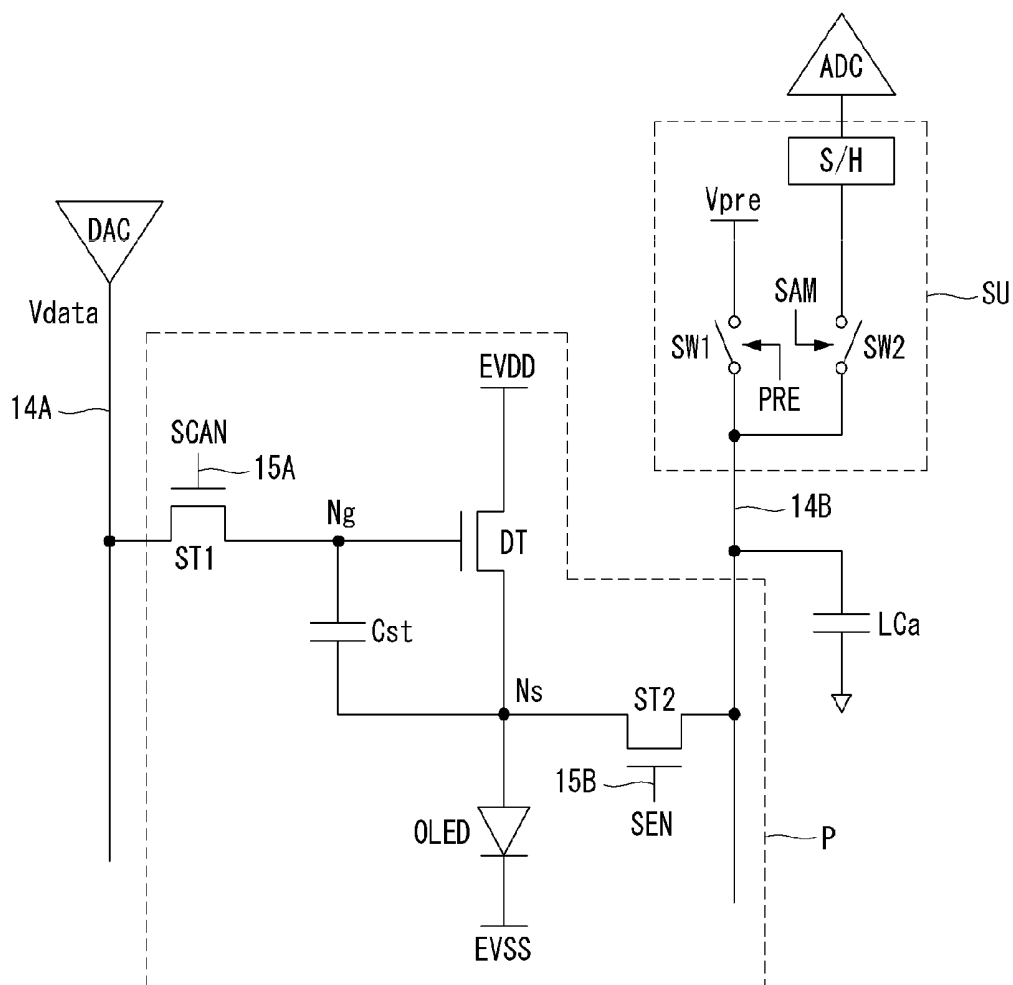 ADC
S/H
Vpre
DAC
SAM
SU
Vdata
SW1
SW2
EVDD
PRE
14A
SCAN
15A
14B
Ng
DT
ST1
Cst
LCa
Ns
ST2
15B
OLED
SEN
P
EVSS